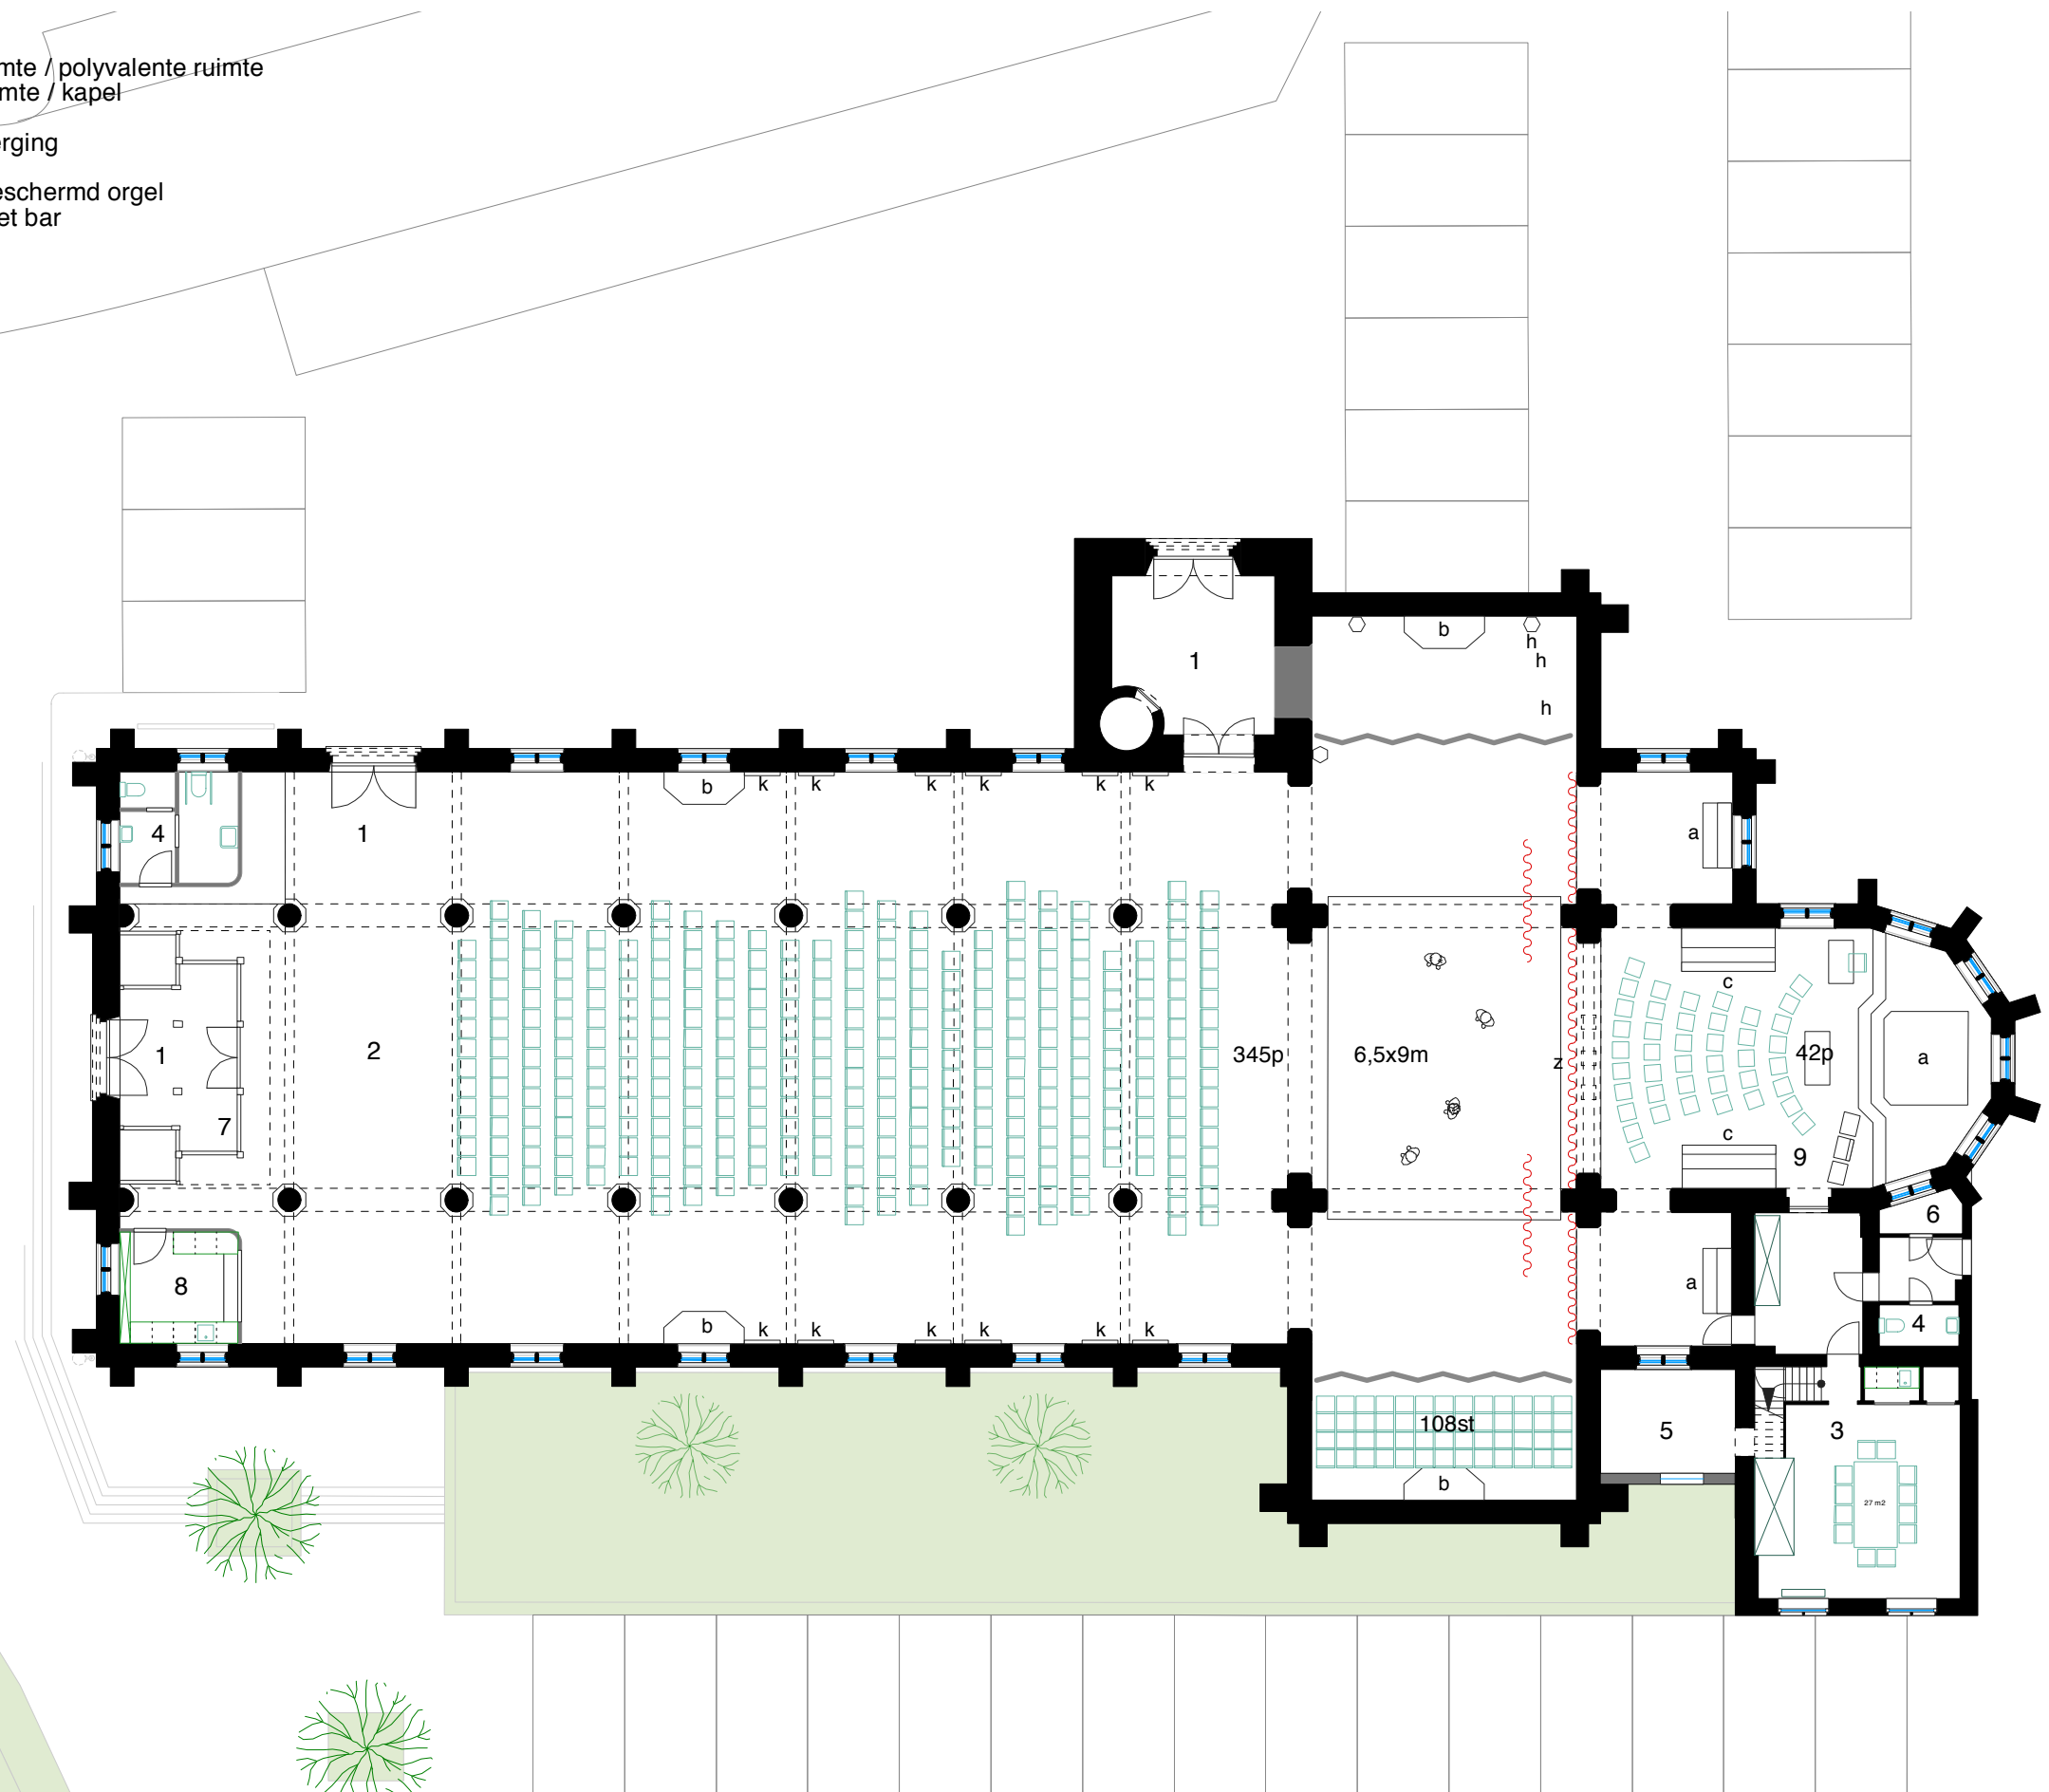 mte / polyvalente ruimte
mte / kapel
erging
eschermd orgel
et bar
b
h
1
h
h
b
k
k
k
k
k
k
4
1
a
c
1
2
345p
6,5x9m
z
42p
a
7
c
9
6
8
a
b
k
k
k
k
k
k
4
108st
5
3
b
27 m2